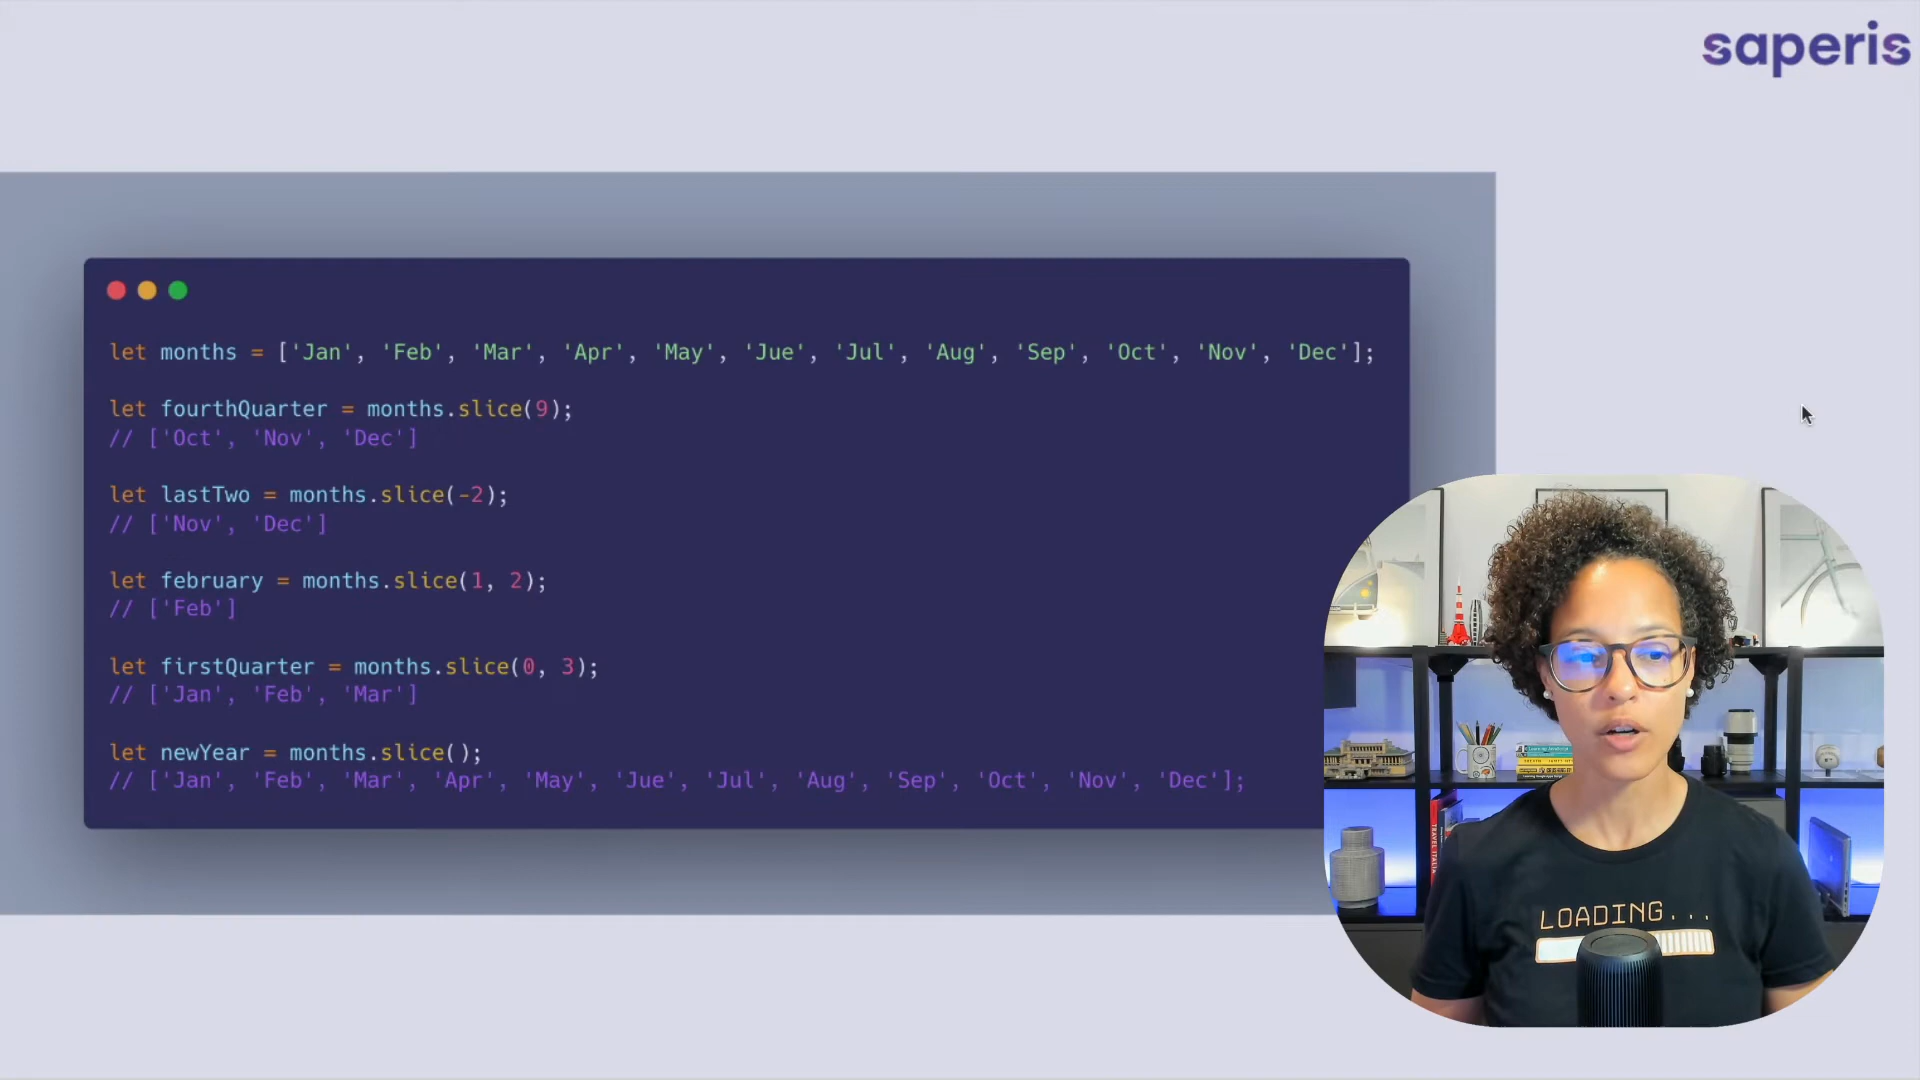 saperis
let months = ['Jan', 'Feb', 'Mar', 'Apr', 'May', 'Jue', 'Jul', 'Aug', 'Sep', 'Oct', 'Nov', 'Dec'];
let fourthQuarter = months.slice(9);
// ['Oct', 'Nov', 'Dec']
let lastTwo = months.slice(-2);
// ['Nov', 'Dec']
let february = months.slice(1, 2);
// ['Feb']
let firstQuarter = months.slice(0, 3);
// ['Jan', 'Feb', 'Mar']
let newYear = months.slice();
// ['Jan', 'Feb', 'Mar', 'Apr', 'May', 'Jue', 'Jul', 'Aug', 'Sep', 'Oct', 'Nov', 'Dec'];
LOADING...